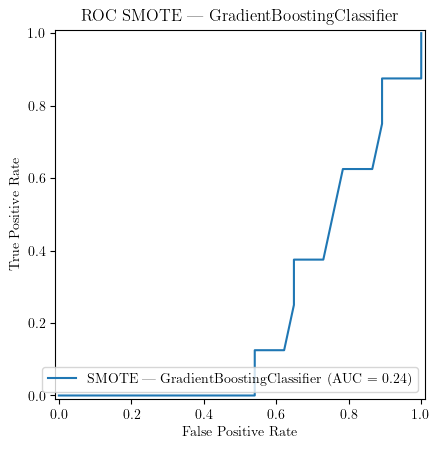 ROC SMOTE — GradientBoostingClassifier
1.0
0.8
0.6
0.4
0.2
0.0
True Positive Rate
SMOTE — GradientBoostingClassifier (AUC = 0.24)
0.0 0.2 0.4 0.6 0.8 1.0
False Positive Rate